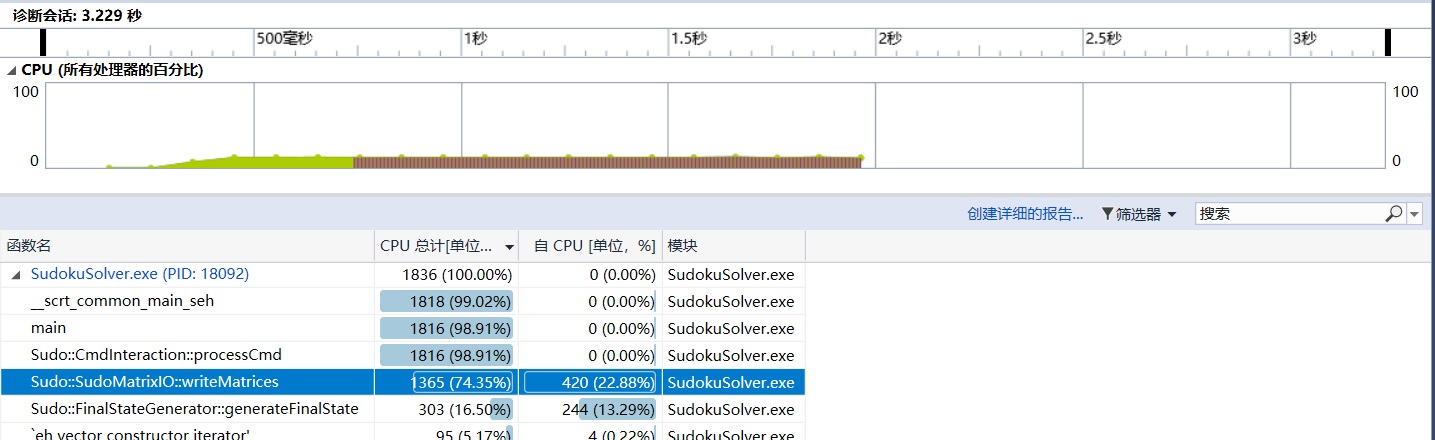 诊断会话: 3.229 秒
500毫秒 1秒 1.5秒 2秒 2.5秒 3秒
CPU (所有处理器的百分比)
100 100
0 0
创建详细的报告... 筛选器 搜索
函数名 CPU 总计[单位... 自 CPU [单位，%] 模块
SudokuSolver.exe (PID: 18092) 1836 (100.00%) 0 (0.00%) SudokuSolver.exe
__scrt_common_main_seh 1818 (99.02%) 0 (0.00%) SudokuSolver.exe
main 1816 (98.91%) 0 (0.00%) SudokuSolver.exe
Sudo::CmdInteraction::processCmd 1816 (98.91%) 0 (0.00%) SudokuSolver.exe
Sudo::SudoMatrixIO::writeMatrices 1365 (74.35%) 420 (22.88%) SudokuSolver.exe
Sudo::FinalStateGenerator::generateFinalState 303 (16.50%) 244 (13.29%) SudokuSolver.exe
`eh vector constructor iterator' 95 (5.17%) 4 (0.22%) SudokuSolver.exe